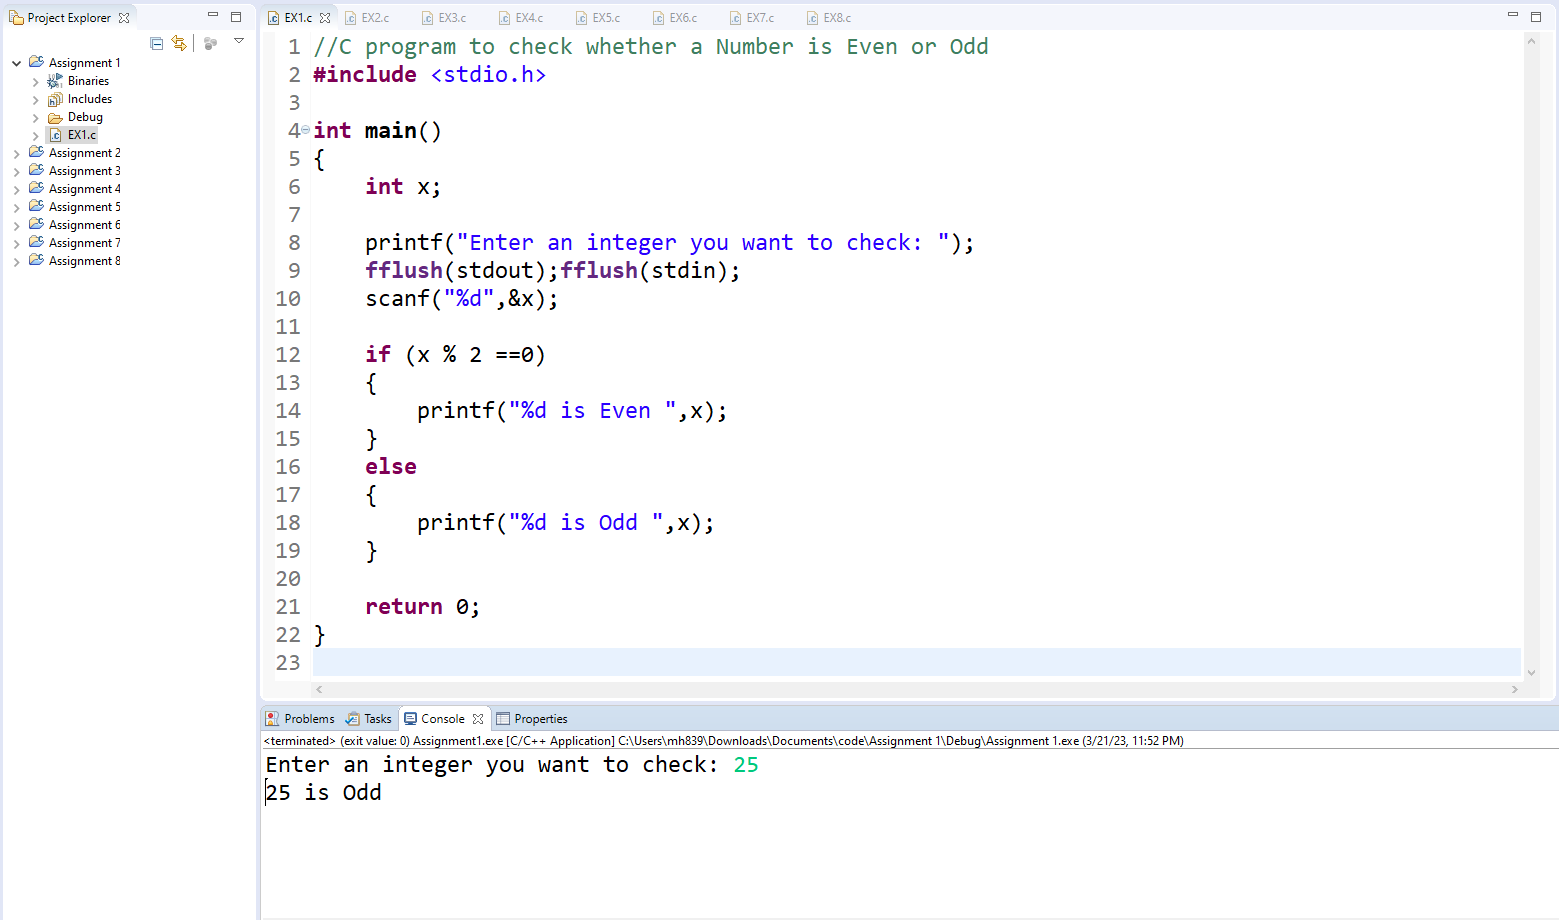 Project Explorer
Assignment 1
Binaries
Includes
Debug
EX1.c
Assignment 2
Assignment 3
Assignment 4
Assignment 5
Assignment 6
Assignment 7
Assignment 8
EX1.c EX2.c EX3.c EX4.c EX5.c EX6.c EX7.c EX8.c
1 //C program to check whether a Number is Even or Odd
2 #include <stdio.h>
3
4 int main()
5 {
6     int x;
7
8     printf("Enter an integer you want to check: ");
9     fflush(stdout);fflush(stdin);
10     scanf("%d",&x);
11
12     if (x % 2 ==0)
13     {
14         printf("%d is Even ",x);
15     }
16     else
17     {
18         printf("%d is Odd ",x);
19     }
20
21     return 0;
22 }
23
Problems Tasks Console Properties
<terminated> (exit value: 0) Assignment1.exe [C/C++ Application] C:\Users\mh839\Downloads\Documents\code\Assignment 1\Debug\Assignment 1.exe (3/21/23, 11:52 PM)
Enter an integer you want to check: 25
25 is Odd